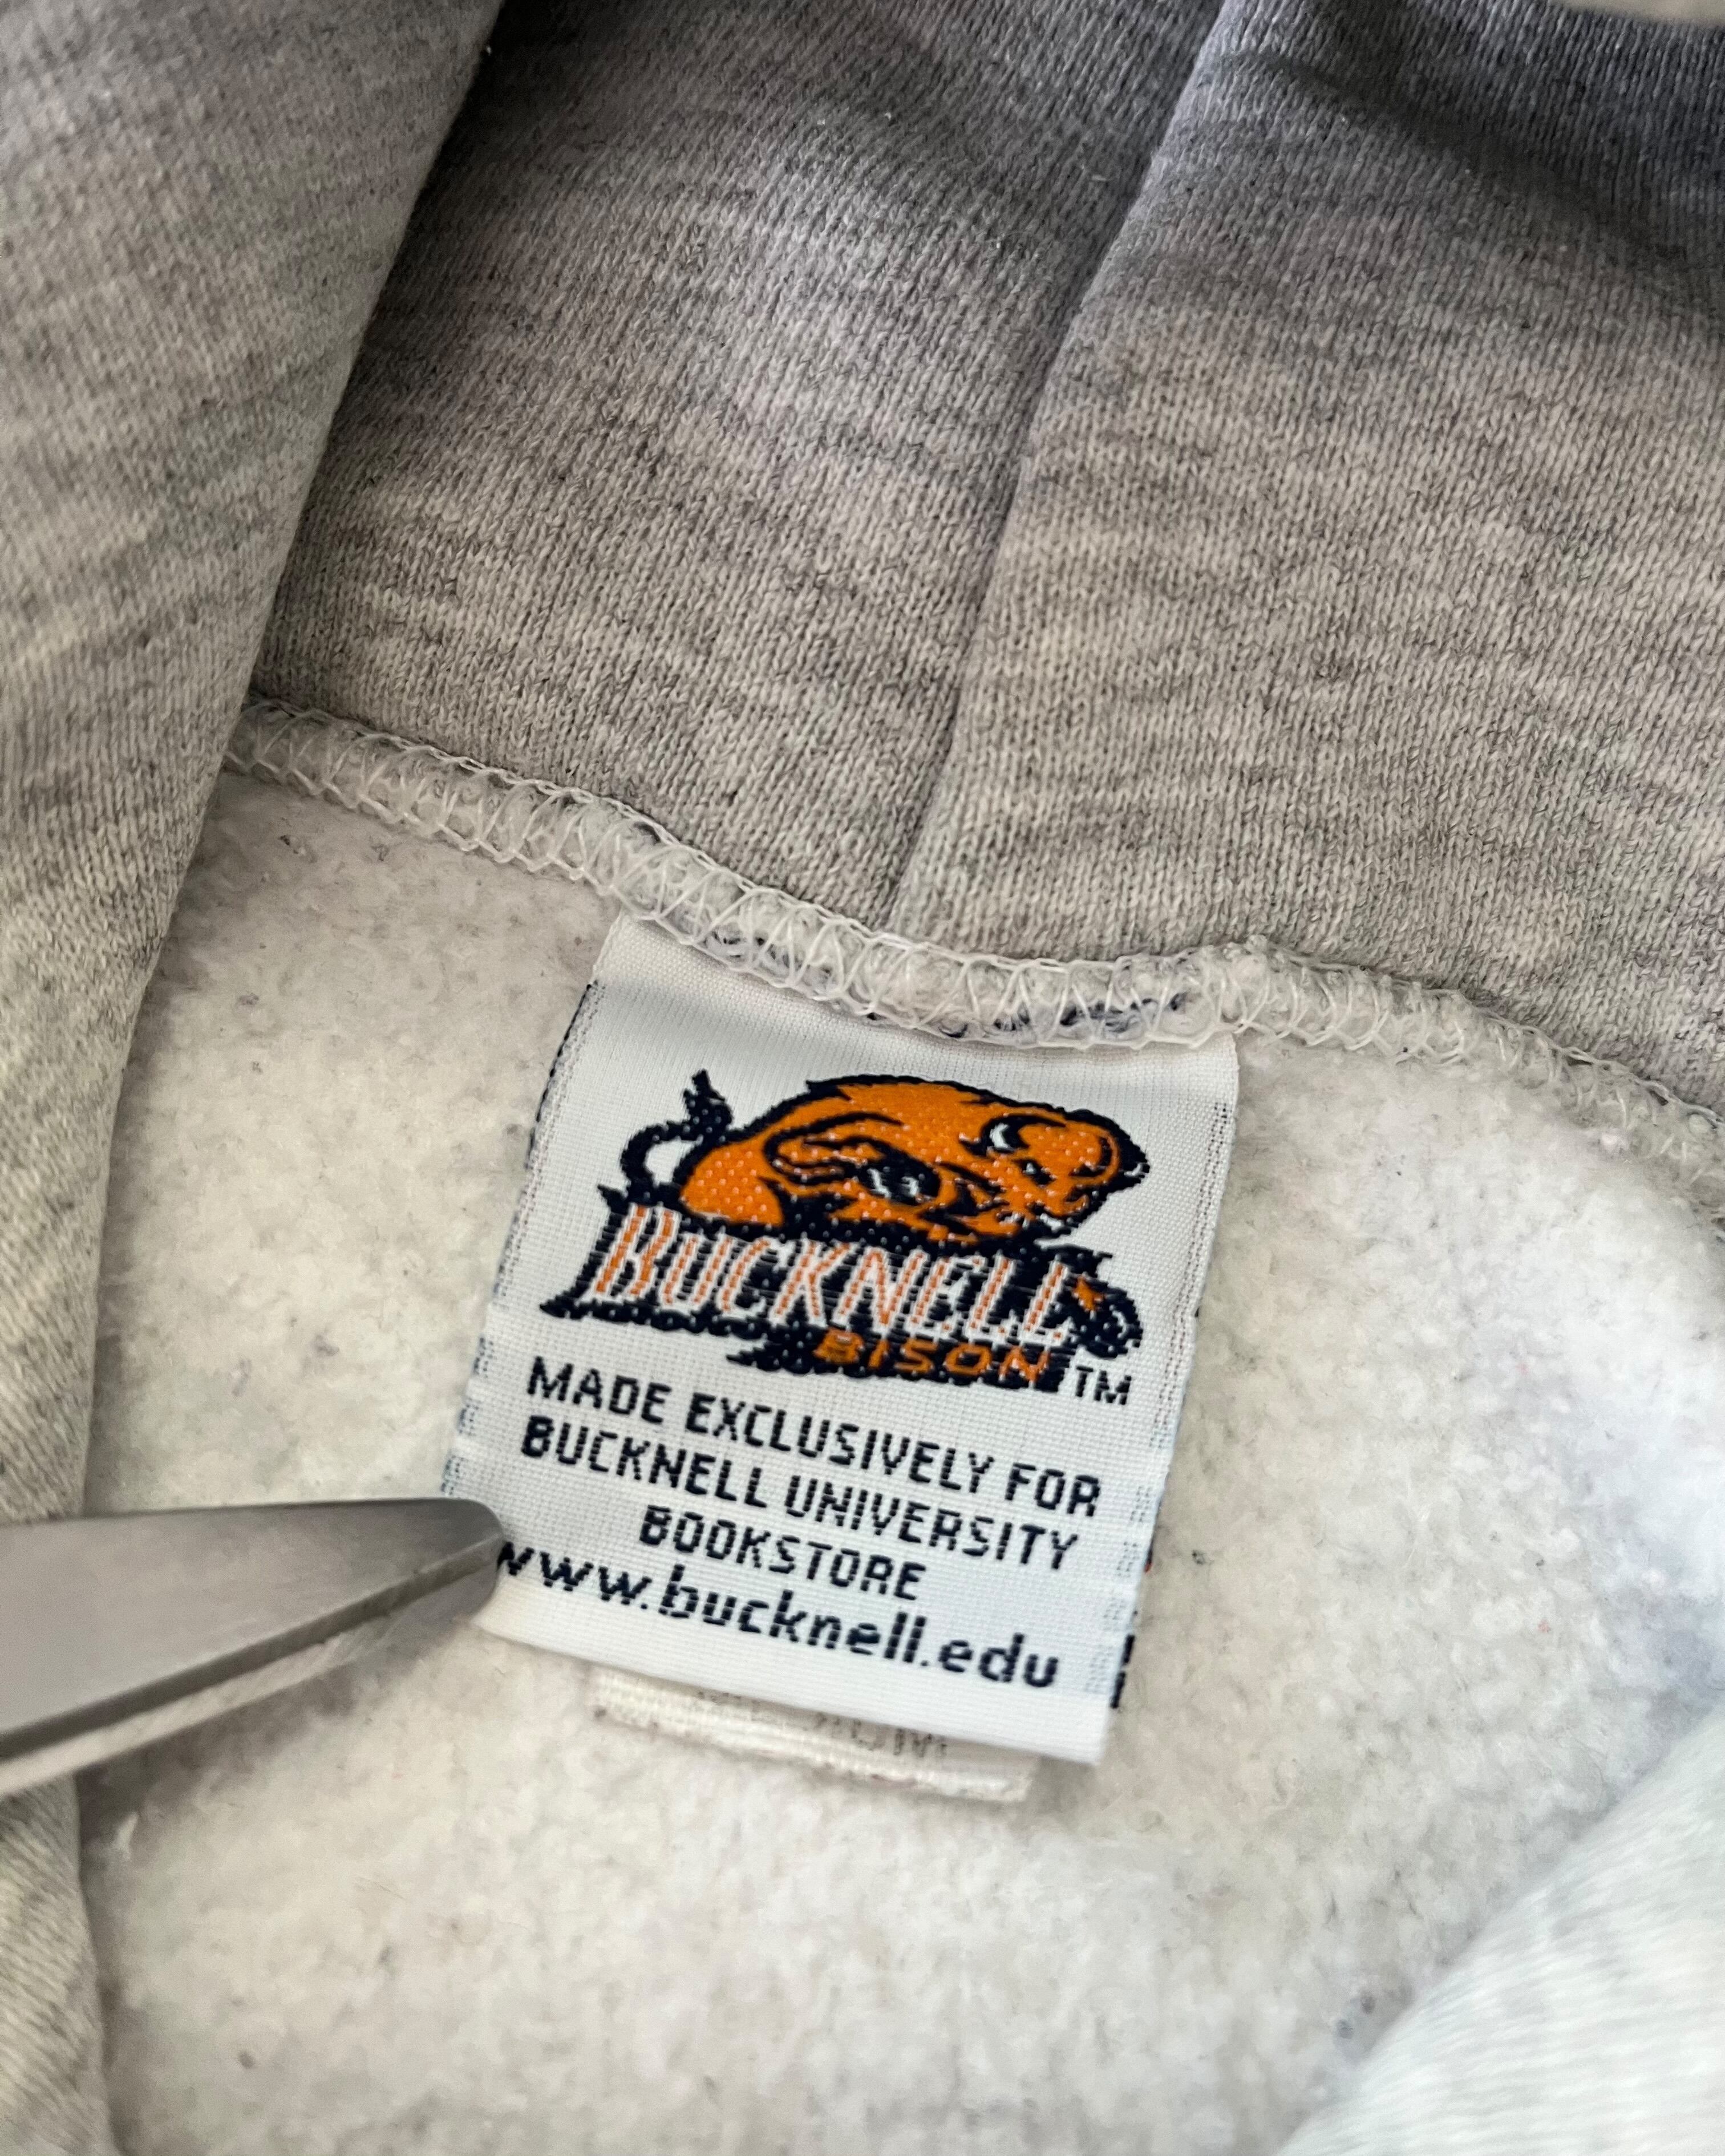 BUCKNELL
BISON TM
MADE EXCLUSIVELY FOR
BUCKNELL UNIVERSITY
BOOKSTORE
www.bucknell.edu